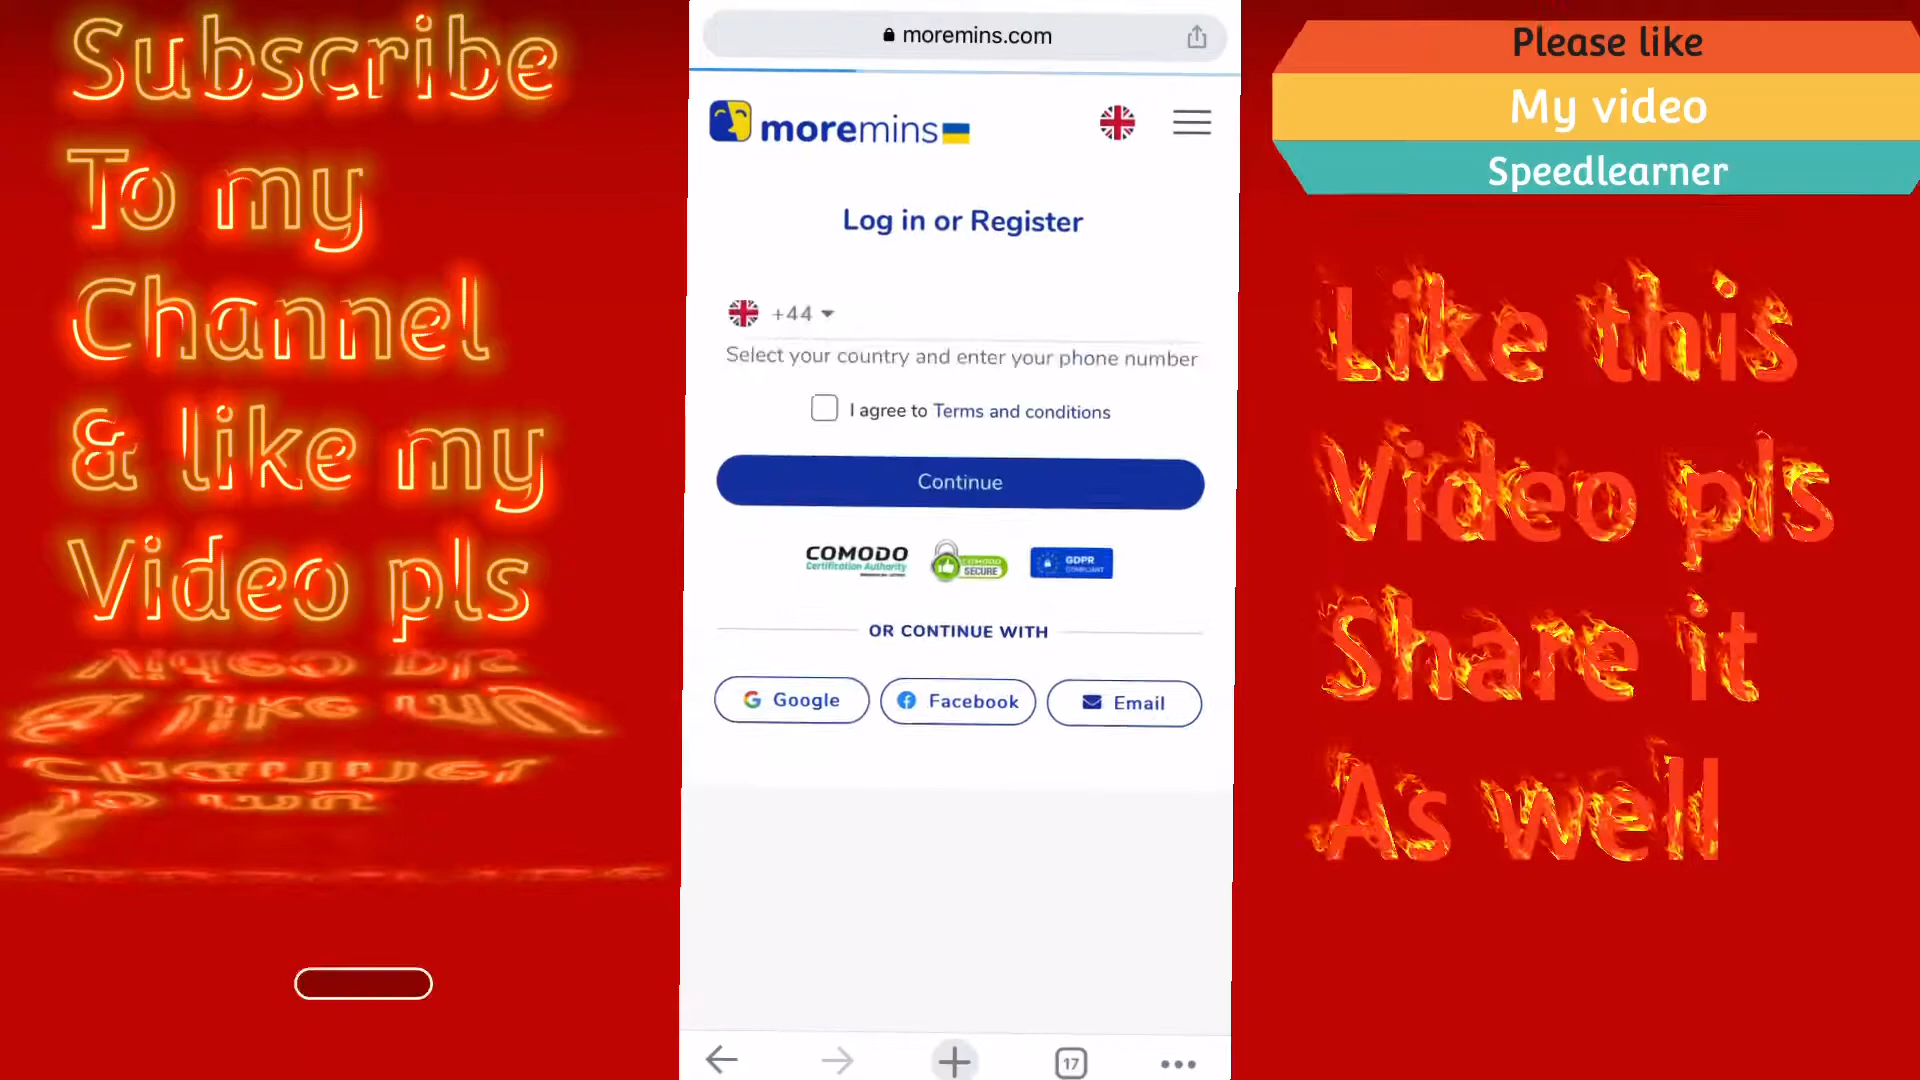 Subscribe
To my
Channel
& like my
Video pls
moremins.com
moremins
Log in or Register
+44
Select your country and enter your phone number
I agree to Terms and conditions
Continue
COMODO
Certification Authority
COMODO
SECURE
GDPR
COMPLIANT
OR CONTINUE WITH
Google
Facebook
Email
17
Please like
My video
Speedlearner
Like this
Video pls
Share it
As well